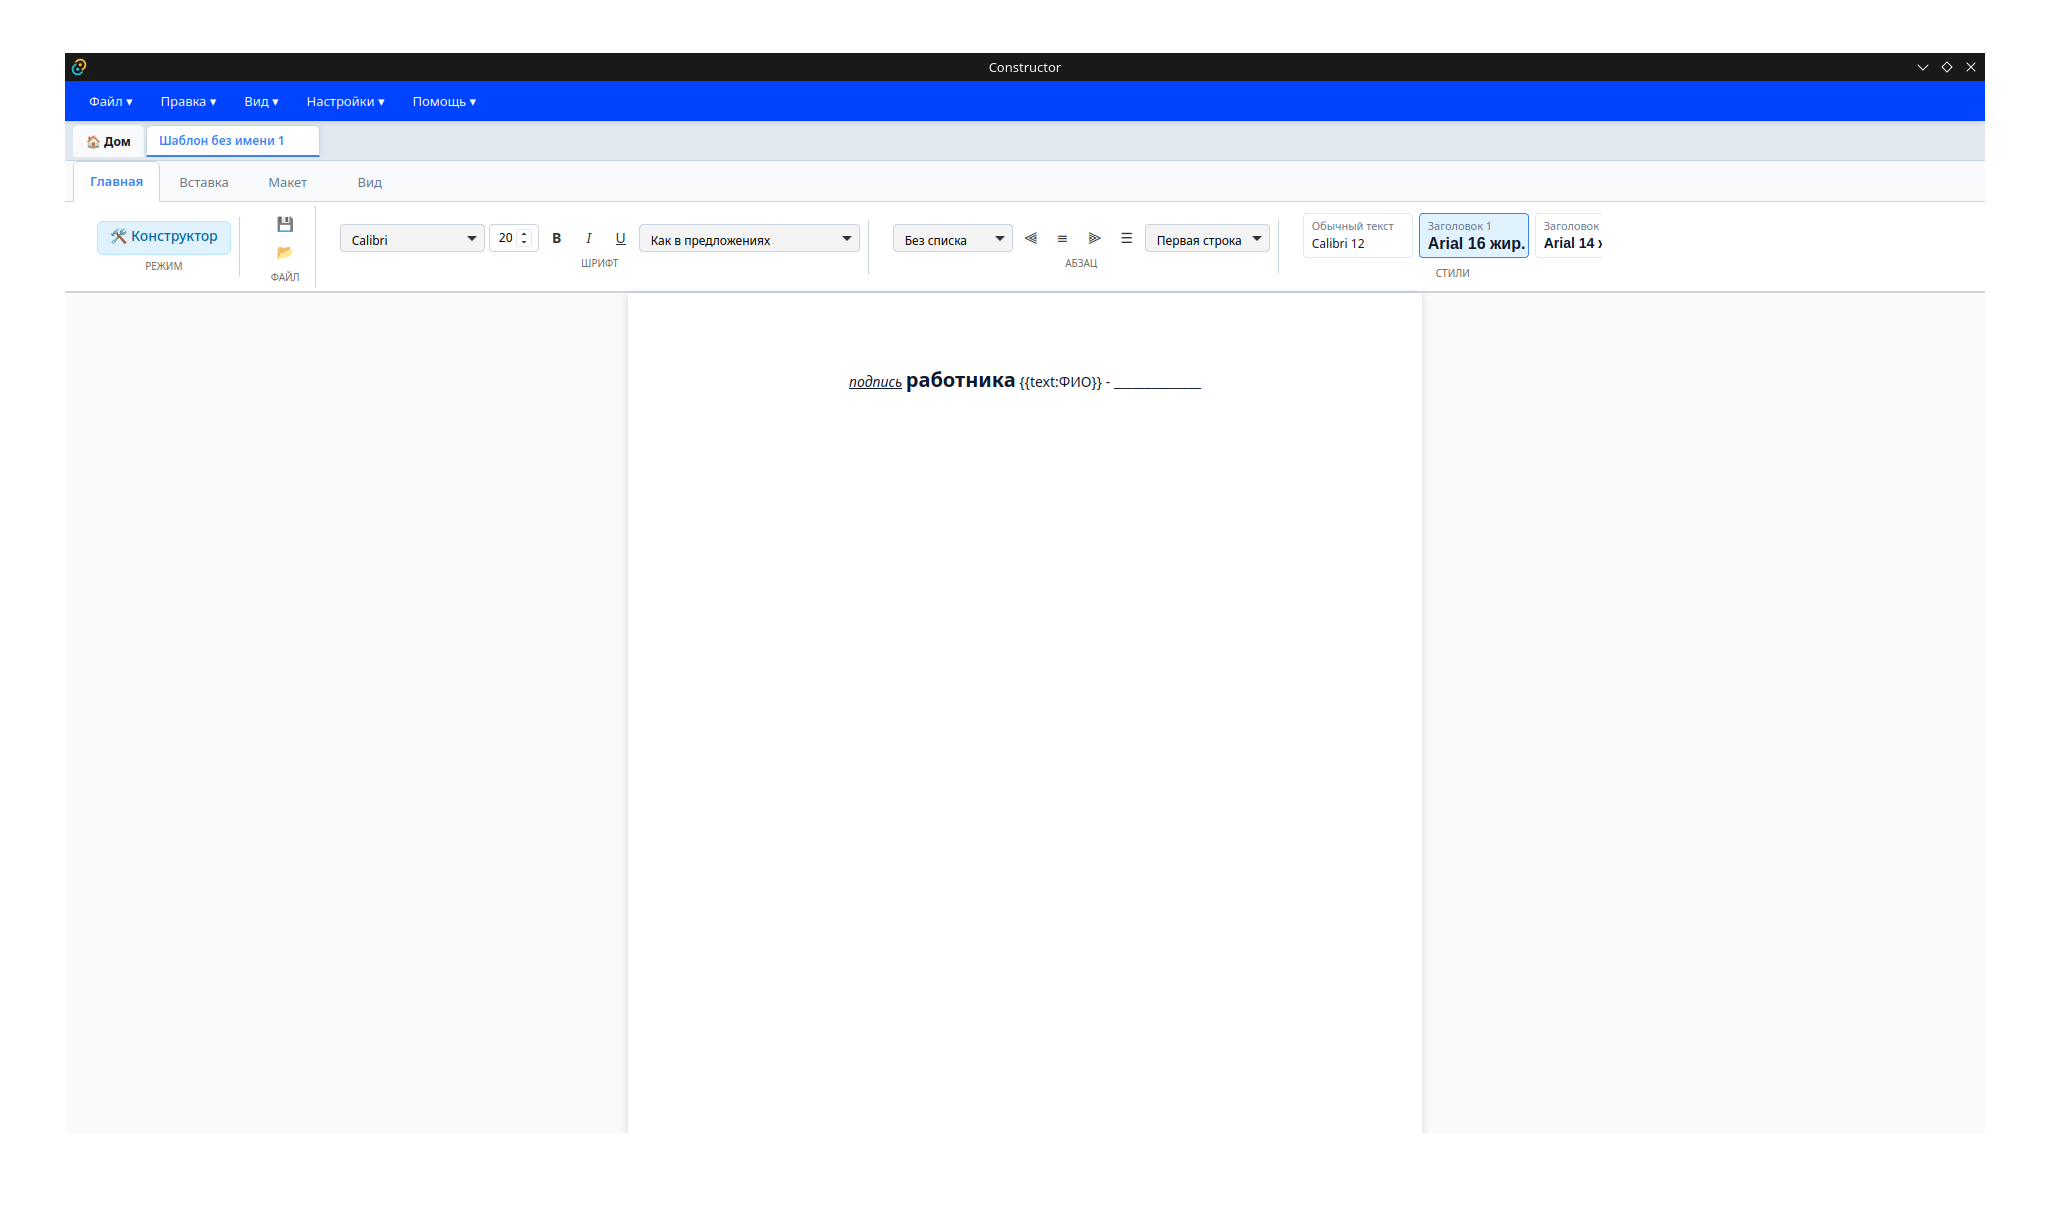 Constructor
Файл ▾ Правка ▾ Вид ▾ Настройки ▾ Помощь ▾
Дом Шаблон без имени 1
Главная Вставка Макет Вид
Конструктор
РЕЖИМ
ФАЙЛ
Calibri 20 B I U Как в предложениях
ШРИФТ
Без списка Первая строка
АБЗАЦ
Обычный текст
Calibri 12
Заголовок 1
Arial 16 жир.
Заголовок
Arial 14
СТИЛИ
подпись работника {{text:ФИО}} - ______________